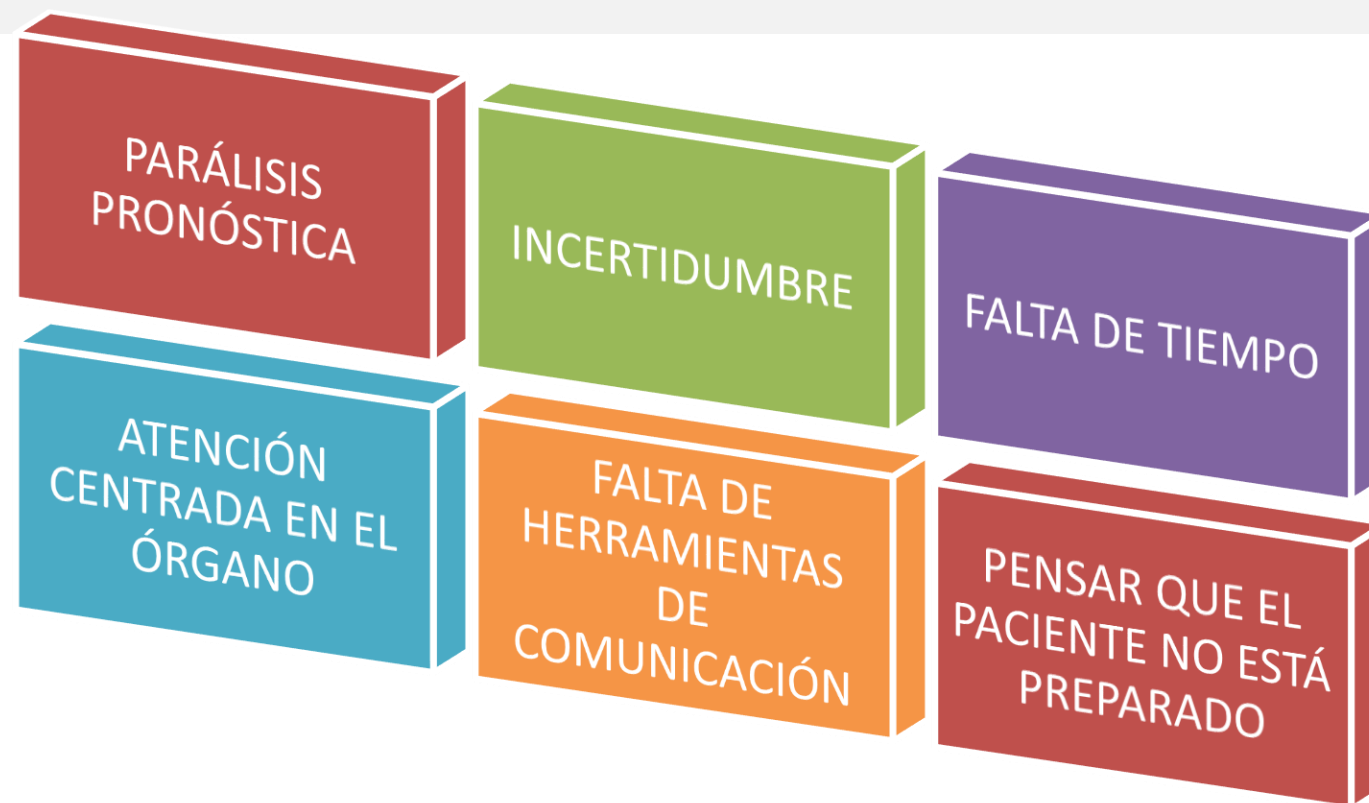 PARÁLISIS
PRONÓSTICA
INCERTIDUMBRE
FALTA DE TIEMPO
ATENCIÓN
CENTRADA EN EL
ÓRGANO
FALTA DE
HERRAMIENTAS
DE
COMUNICACIÓN
PENSAR QUE EL
PACIENTE NO ESTÁ
PREPARADO